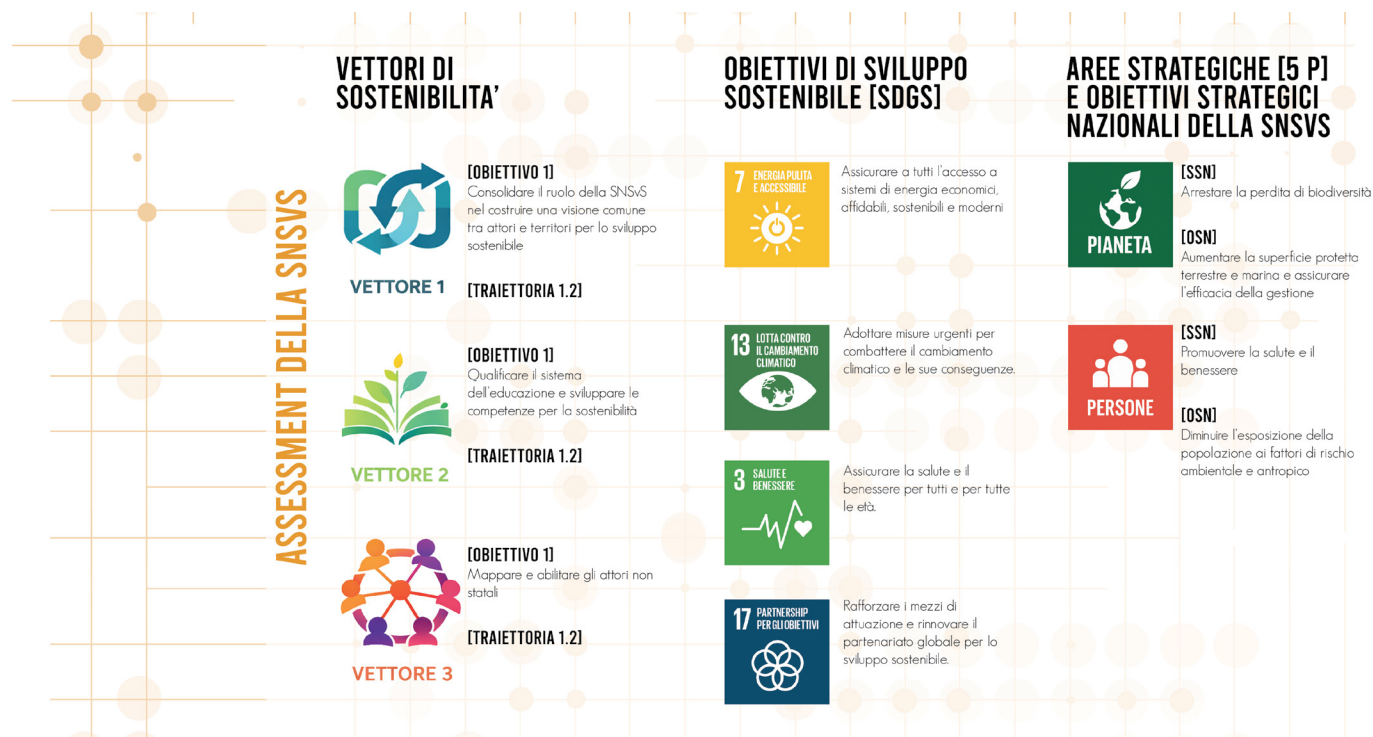 ASSESSMENT DELLA SNSVS
VETTORI DI
SOSTENIBILITA'
VETTORE 1
[OBIETTIVO 1]
Consolidare il ruolo della SNSvS
nel costruire una visione comune
tra attori e territori per lo sviluppo
sostenibile
[TRAIETTORIA 1.2]
VETTORE 2
[OBIETTIVO 1]
Qualificare il sistema
dell'educazione e sviluppare le
competenze per la sostenibilità
[TRAIETTORIA 1.2]
VETTORE 3
[OBIETTIVO 1]
Mappare e abilitare gli attori non
statali
[TRAIETTORIA 1.2]
OBIETTIVI DI SVILUPPO
SOSTENIBILE [SDGS]
7 ENERGIA PULITA
E ACCESSIBILE
Assicurare a tutti l'accesso a
sistemi di energia economici,
affidabili, sostenibili e moderni
13 LOTTA CONTRO
IL CAMBIAMENTO
CLIMATICO
Adottare misure urgenti per
combattere il cambiamento
climatico e le sue conseguenze.
3 SALUTE E
BENESSERE
Assicurare la salute e il
benessere per tutti e per tutte
le età.
17 PARTNERSHIP
PER GLI OBIETTIVI
Rafforzare i mezzi di
attuazione e rinnovare il
partenariato globale per lo
sviluppo sostenibile.
AREE STRATEGICHE [5 P]
E OBIETTIVI STRATEGICI
NAZIONALI DELLA SNSVS
PIANETA
[SSN]
Arrestare la perdita di biodiversità
[OSN]
Aumentare la superficie protetta
terrestre e marina e assicurare
l'efficacia della gestione
PERSONE
[SSN]
Promuovere la salute e il
benessere
[OSN]
Diminuire l'esposizione della
popolazione ai fattori di rischio
ambientale e antropico